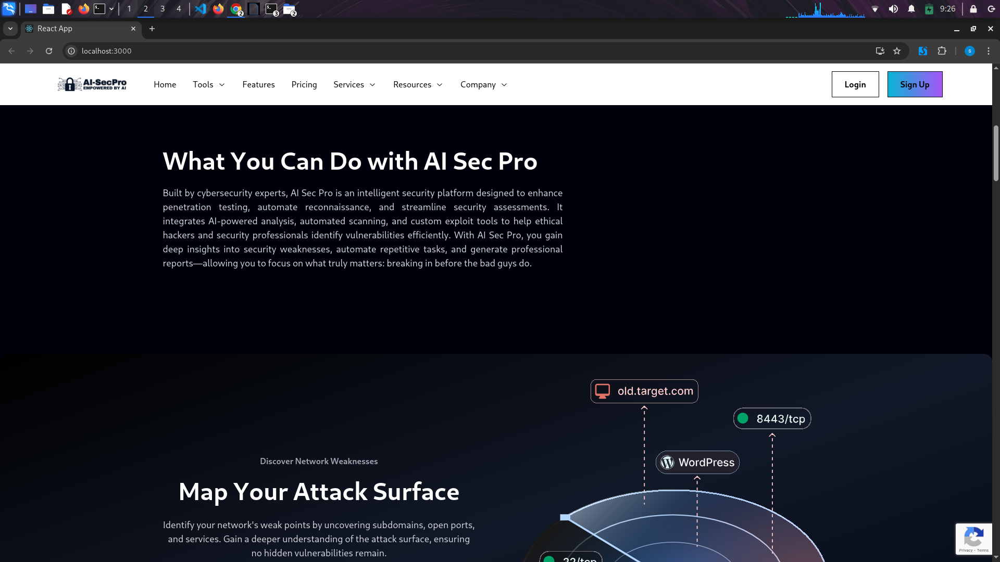 1 2 3 4
2
3
2
9:26
React App
localhost:3000
S
AI-SecPro
EMPOWERED BY AI
Home Tools Features Pricing Services Resources Company
Login
Sign Up
What You Can Do with AI Sec Pro
Built by cybersecurity experts, AI Sec Pro is an intelligent security platform designed to enhance
penetration testing, automate reconnaissance, and streamline security assessments. It
integrates AI-powered analysis, automated scanning, and custom exploit tools to help ethical
hackers and security professionals identify vulnerabilities efficiently. With AI Sec Pro, you gain
deep insights into security weaknesses, automate repetitive tasks, and generate professional
reports—allowing you to focus on what truly matters: breaking in before the bad guys do.
old.target.com
8443/tcp
WordPress
Discover Network Weaknesses
Map Your Attack Surface
Identify your network's weak points by uncovering subdomains, open ports,
and services. Gain a deeper understanding of the attack surface, ensuring
no hidden vulnerabilities remain.
22/tcp
Privacy - Terms